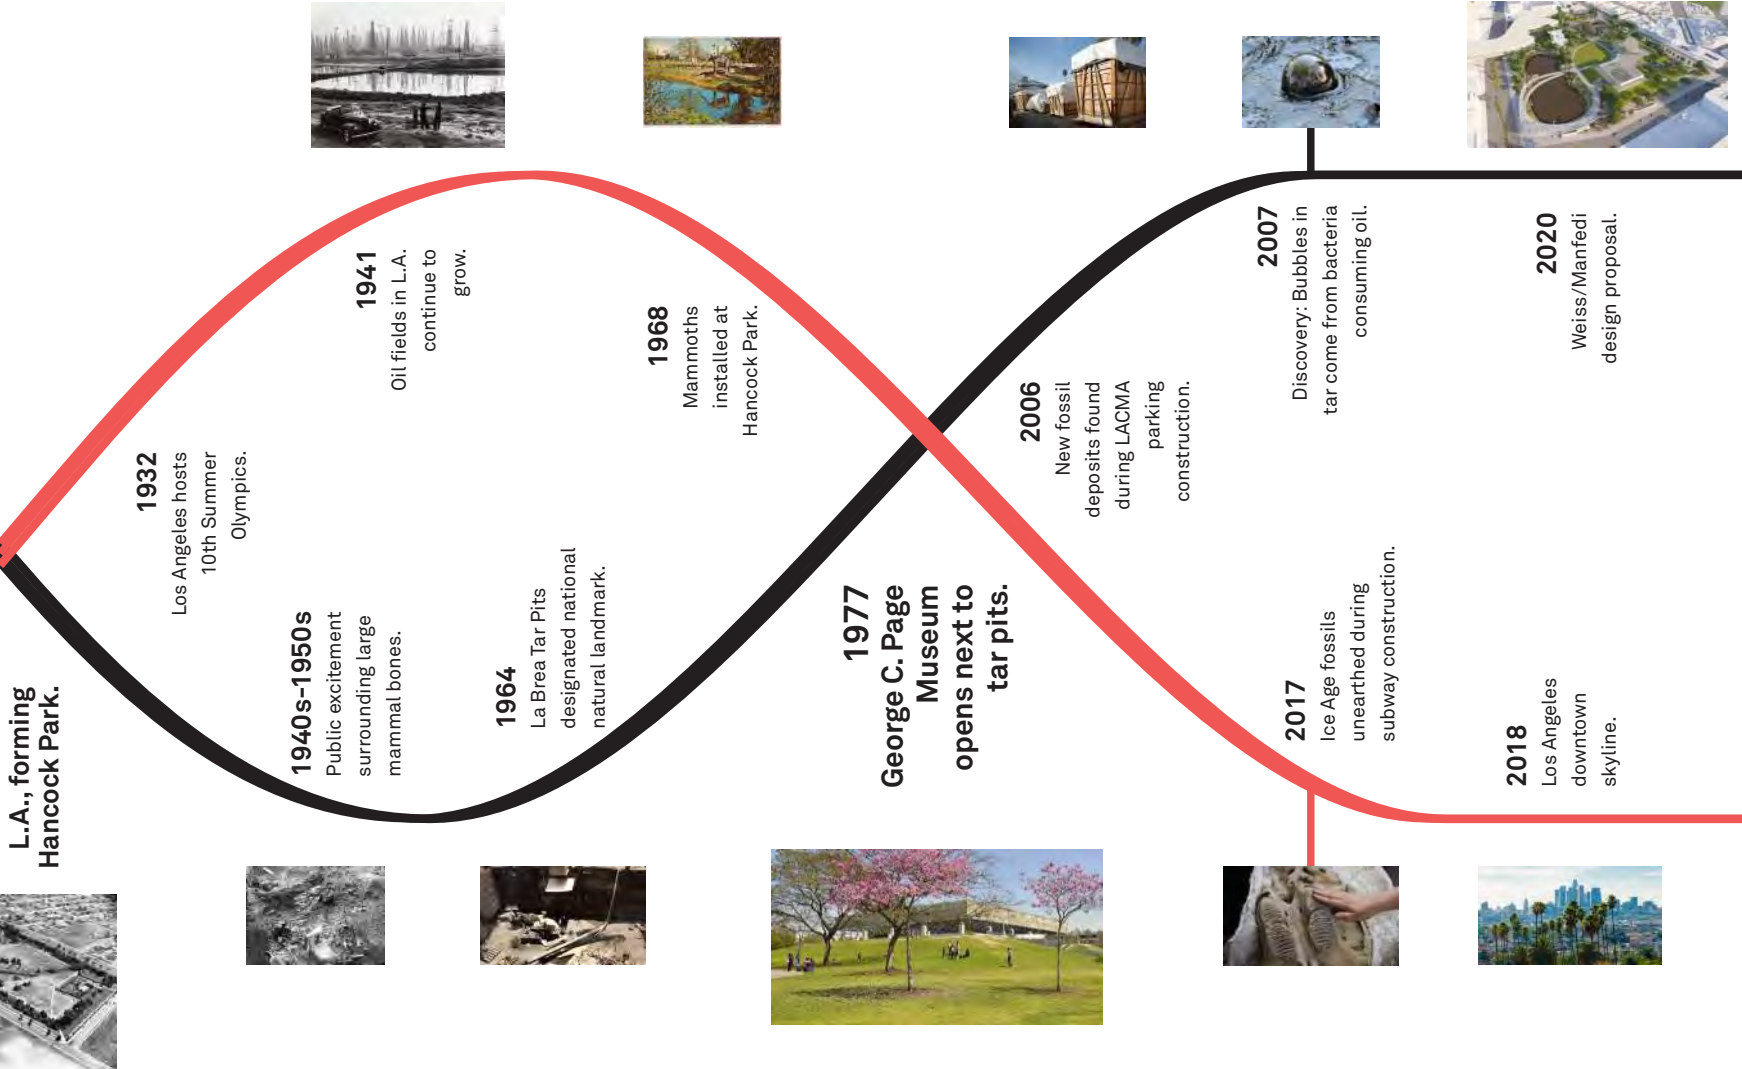 L.A., forming
Hancock Park.
1932
Los Angeles hosts
10th Summer
Olympics.
1940s–1950s
Public excitement
surrounding large
mammal bones.
1941
Oil fields in L.A.
continue to
grow.
1964
La Brea Tar Pits
designated national
natural landmark.
1968
Mammoths
installed at
Hancock Park.
1977
George C. Page
Museum
opens next to
tar pits.
2006
New fossil
deposits found
during LACMA
parking
construction.
2007
Discovery: Bubbles in
tar come from bacteria
consuming oil.
2017
Ice Age fossils
unearthed during
subway construction.
2018
Los Angeles
downtown
skyline.
2020
Weiss/Manfedi
design proposal.